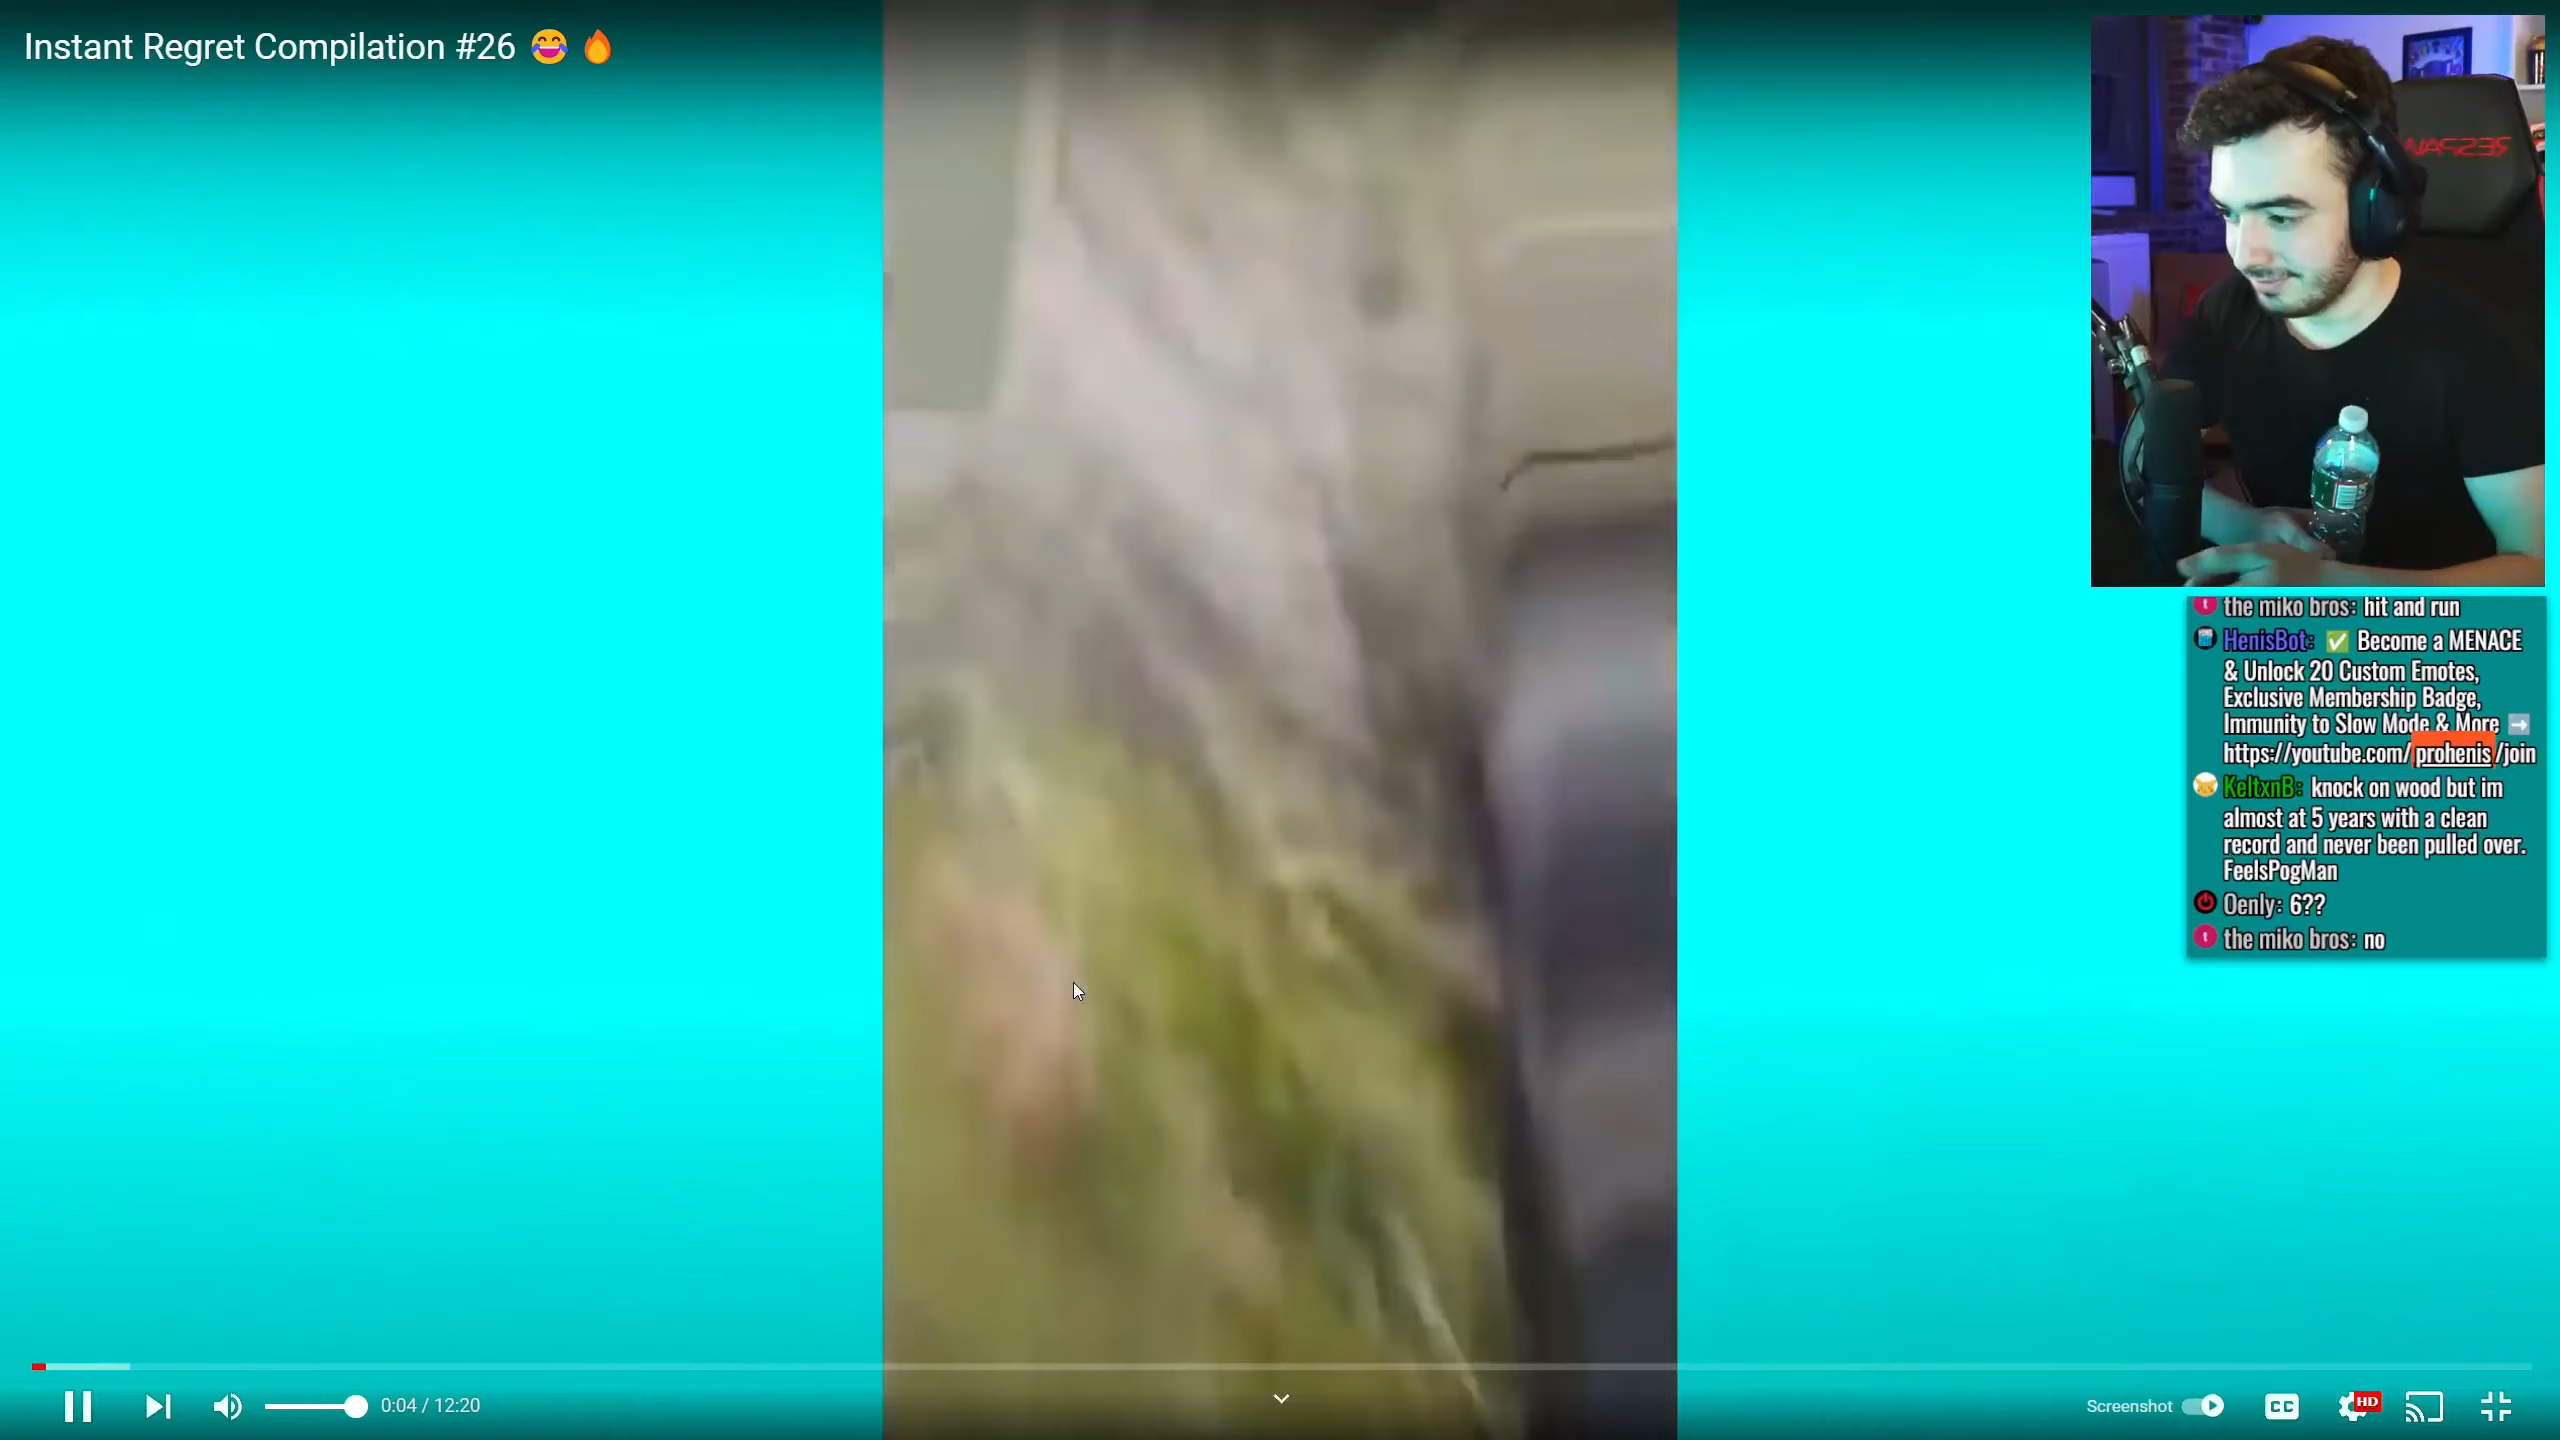 Instant Regret Compilation #26 😂 🔥
the miko bros: hit and run
HenisBot: ✅ Become a MENACE
& Unlock 20 Custom Emotes,
Exclusive Membership Badge,
Immunity to Slow Mode & More ➡
https://youtube.com/prohenis/join
KeltxnB: knock on wood but im
almost at 5 years with a clean
record and never been pulled over.
FeelsPogMan
Oenly: 6??
the miko bros: no
0:04 / 12:20
Screenshot
CC
HD